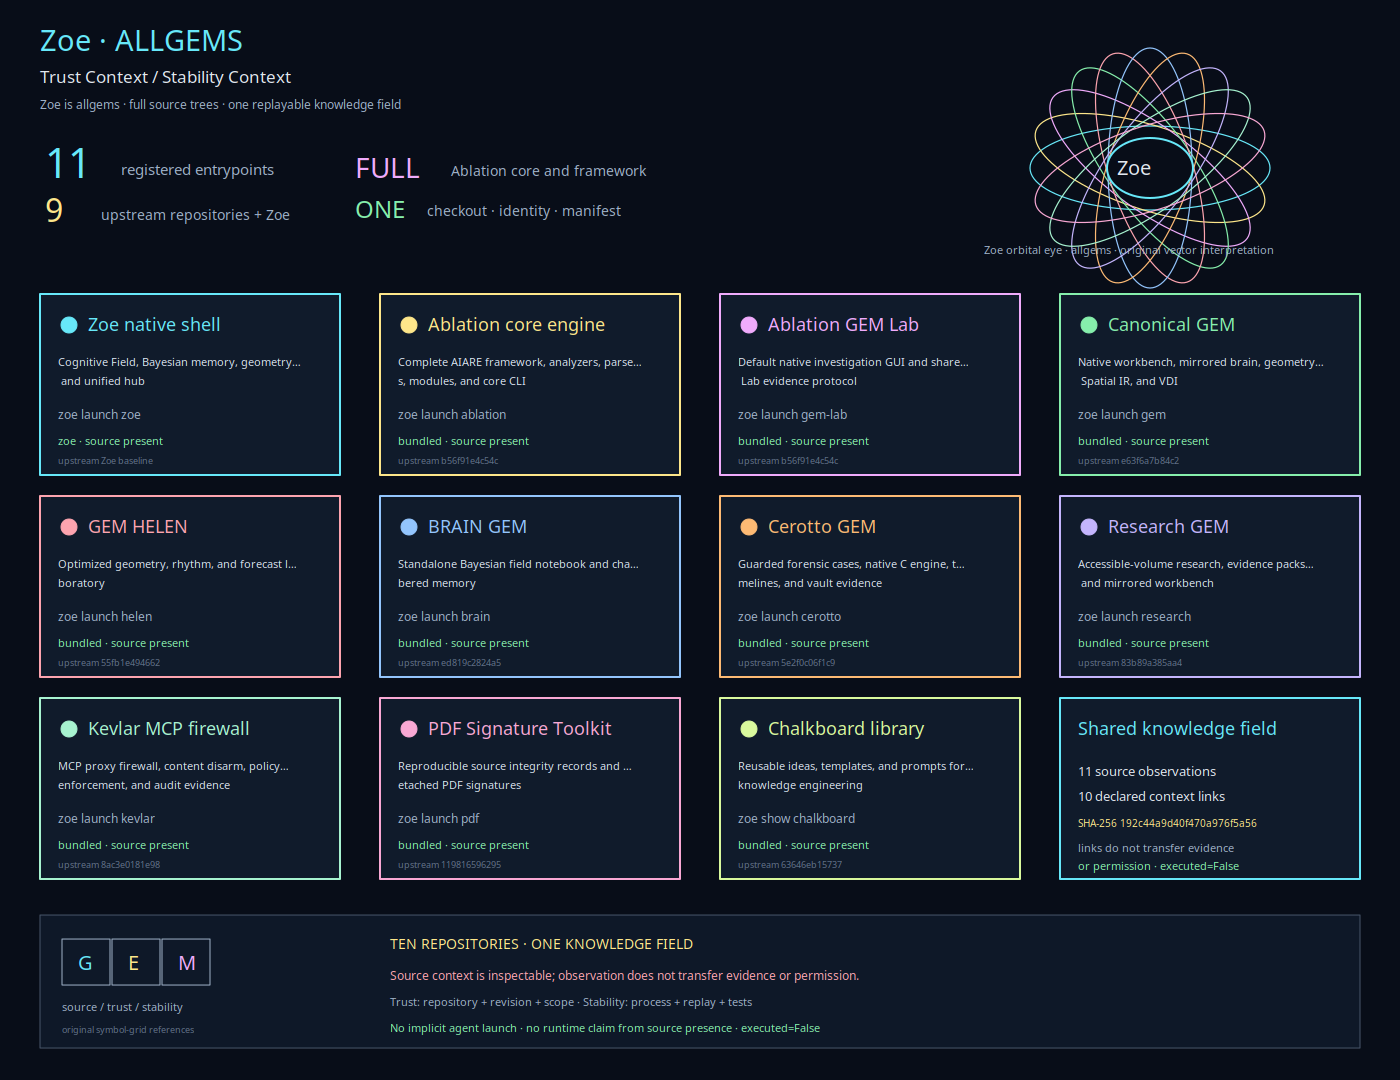 Zoe · ALLGEMS
Trust Context / Stability Context
Zoe is allgems · full source trees · one replayable knowledge field
11 registered entrypoints
FULL Ablation core and framework
9 upstream repositories + Zoe
ONE checkout · identity · manifest
Zoe
Zoe orbital eye · allgems · original vector interpretation
Zoe native shell
Cognitive Field, Bayesian memory, geometry…
and unified hub
zoe launch zoe
zoe · source present
upstream Zoe baseline
Ablation core engine
Complete AIARE framework, analyzers, parse…
s, modules, and core CLI
zoe launch ablation
bundled · source present
upstream b56f91e4c54c
Ablation GEM Lab
Default native investigation GUI and share…
Lab evidence protocol
zoe launch gem-lab
bundled · source present
upstream b56f91e4c54c
Canonical GEM
Native workbench, mirrored brain, geometry…
Spatial IR, and VDI
zoe launch gem
bundled · source present
upstream e63f6a7b84c2
GEM HELEN
Optimized geometry, rhythm, and forecast l…
boratory
zoe launch helen
bundled · source present
upstream 55fb1e494662
BRAIN GEM
Standalone Bayesian field notebook and cha…
bered memory
zoe launch brain
bundled · source present
upstream ed819c2824a5
Cerotto GEM
Guarded forensic cases, native C engine, t…
melines, and vault evidence
zoe launch cerotto
bundled · source present
upstream 5e2f0c06f1c9
Research GEM
Accessible-volume research, evidence packs…
and mirrored workbench
zoe launch research
bundled · source present
upstream 83b89a385aa4
Kevlar MCP firewall
MCP proxy firewall, content disarm, policy…
enforcement, and audit evidence
zoe launch kevlar
bundled · source present
upstream 8ac3e0181e98
PDF Signature Toolkit
Reproducible source integrity records and …
etached PDF signatures
zoe launch pdf
bundled · source present
upstream 119816596295
Chalkboard library
Reusable ideas, templates, and prompts for…
knowledge engineering
zoe show chalkboard
bundled · source present
upstream 63646eb15737
Shared knowledge field
11 source observations
10 declared context links
SHA-256 192c44a9d40f470a976f5a56
links do not transfer evidence
or permission · executed=False
G E M
source / trust / stability
original symbol-grid references
TEN REPOSITORIES · ONE KNOWLEDGE FIELD
Source context is inspectable; observation does not transfer evidence or permission.
Trust: repository + revision + scope · Stability: process + replay + tests
No implicit agent launch · no runtime claim from source presence · executed=False